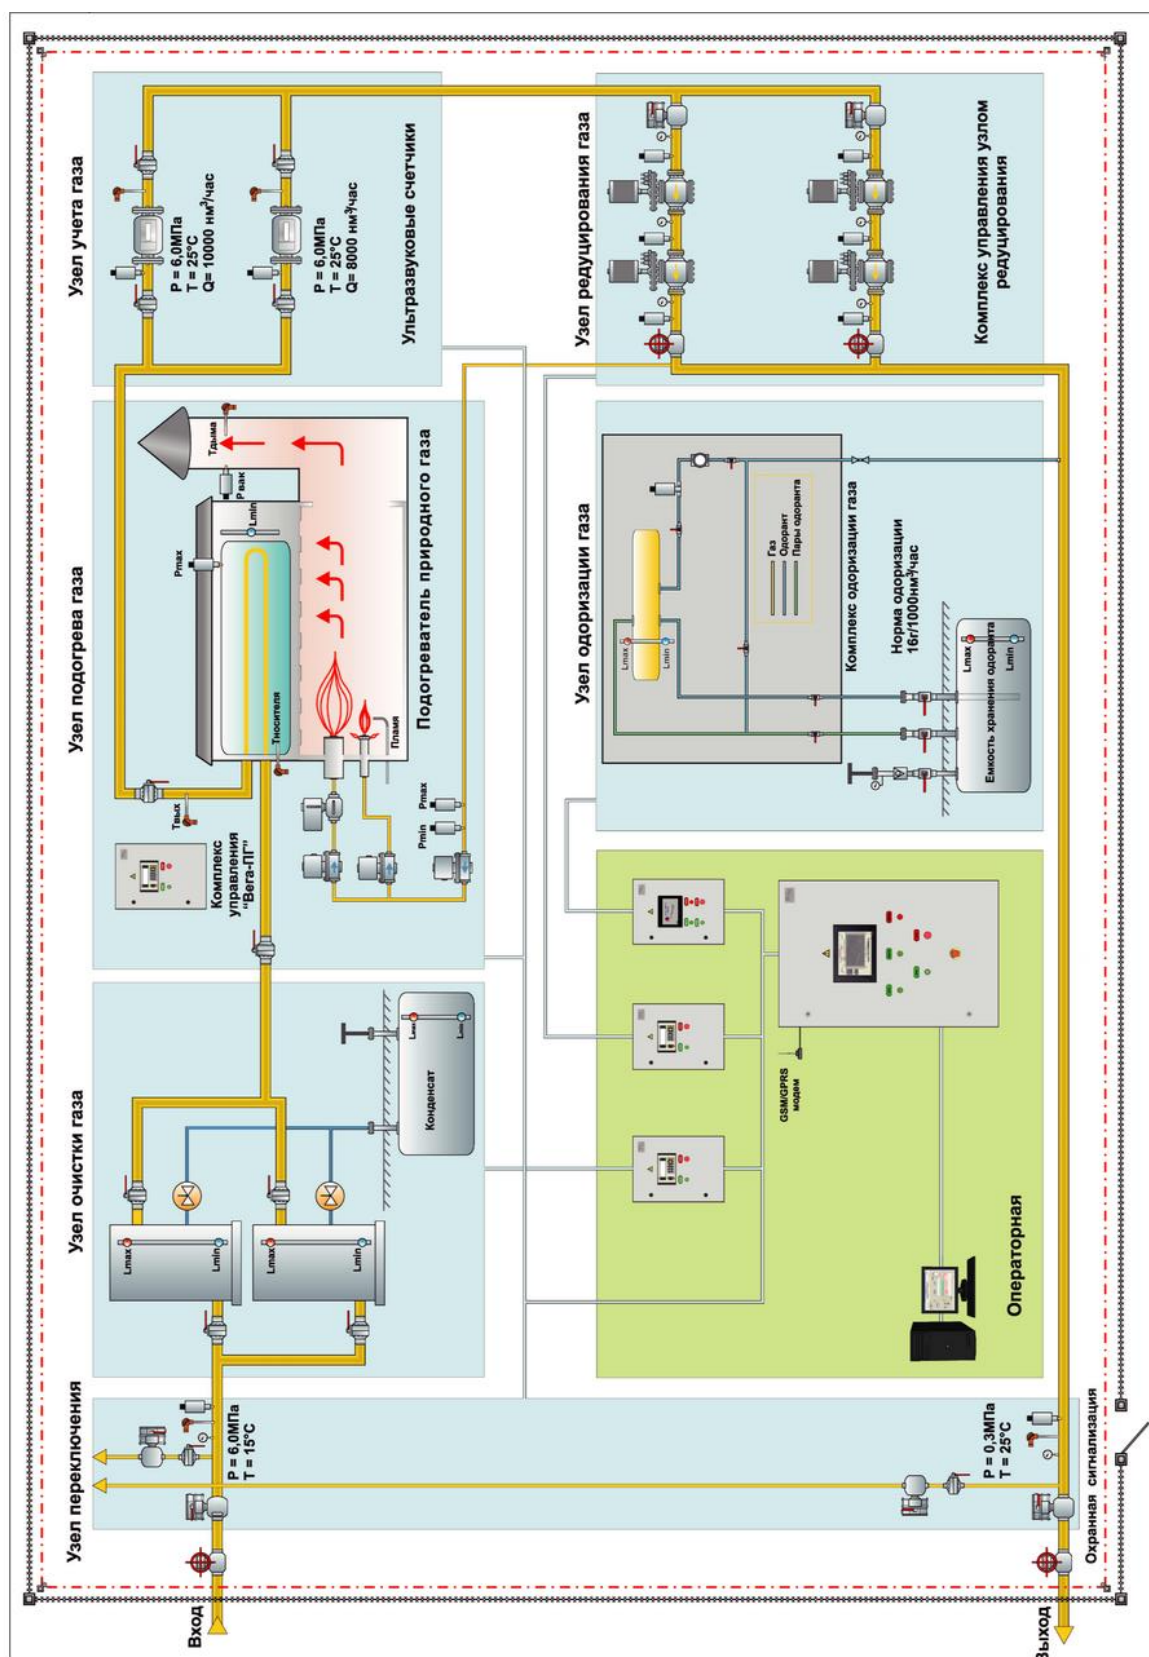 Узел переключения
Вход
P = 6,0МПа
T = 15°C
P = 0,3МПа
T = 25°C
Выход
Охранная сигнализация
Узел очистки газа
Lmax
Lmin
Lmax
Lmin
Конденсат
Lmax
Lmin
Узел подогрева газа
Комплекс
управления
"Вега-ПГ"
Tвых
Tносителя
Pmax
Lmin
Pвак
Tдыма
Пламя
Pmin
Pmax
Подогреватель природного газа
Узел учета газа
P = 6,0МПа
T = 25°C
Q= 10000 нм³/час
P = 6,0МПа
T = 25°C
Q= 8000 нм³/час
Ультразвуковые счетчики
Операторная
GSM/GPRS
модем
Узел одоризации газа
Lmax
Lmin
Газ
Одорант
Пары одоранта
Комплекс одоризации газа
Норма одоризации
16г/1000нм³/час
Lmax
Lmin
Емкость хранения одоранта
Узел редуцирования газа
Комплекс управления узлом
редуцирования